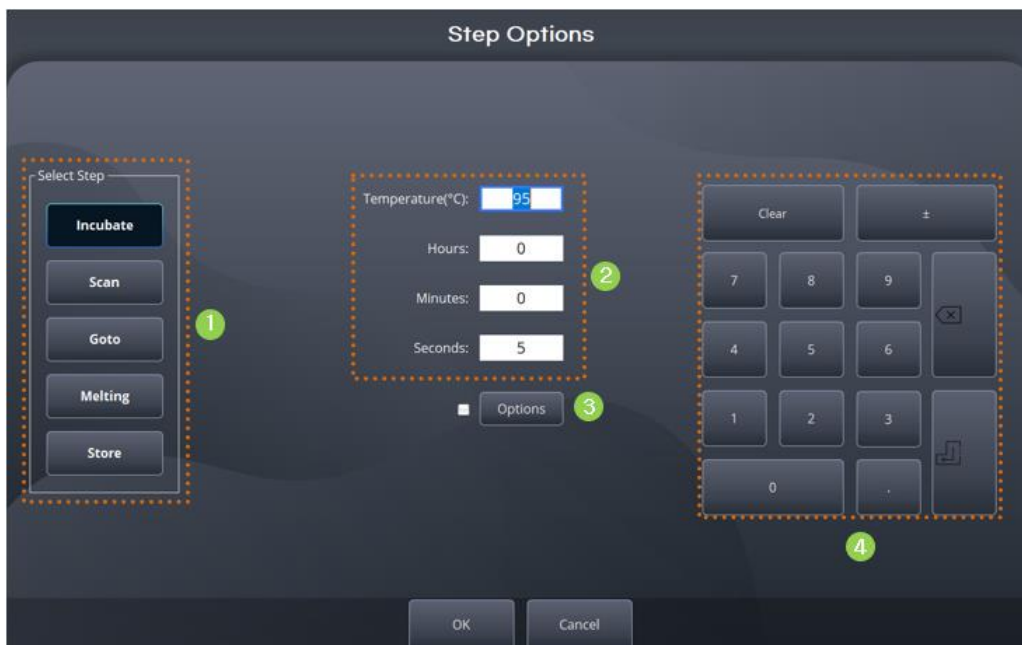 Step Options
Select Step
Incubate
Scan
Goto
Melting
Store
1
Temperature(°C): 95
Hours: 0
Minutes: 0
Seconds: 5
2
Options
3
Clear ±
7 8 9
4 5 6
1 2 3
0 .
4
OK Cancel